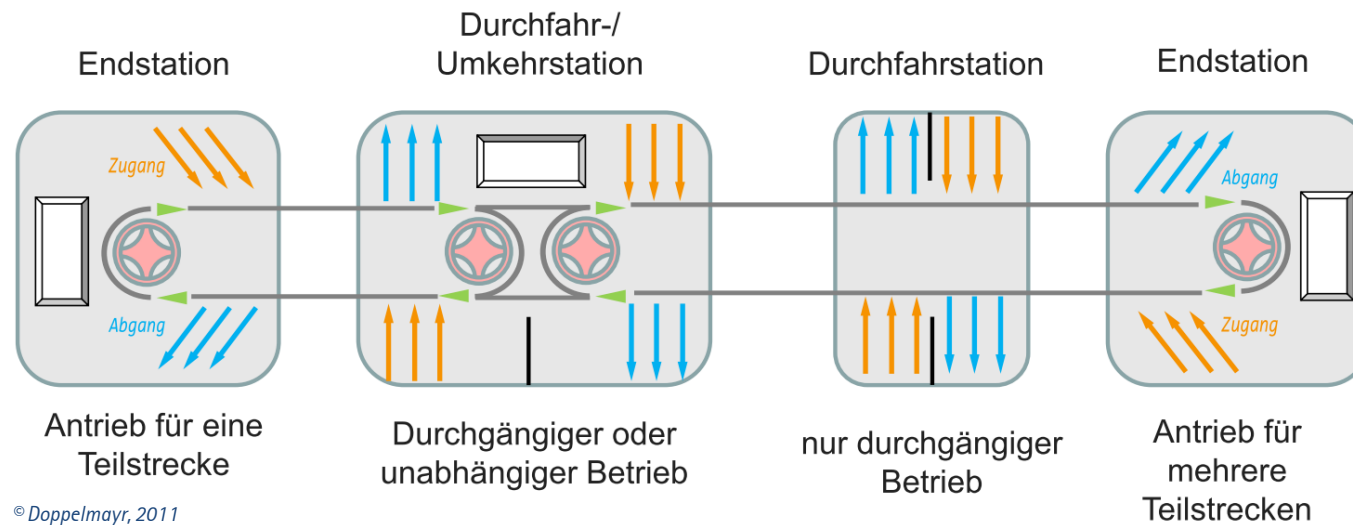 Endstation
Durchfahr-/
Umkehrstation
Durchfahrstation
Endstation
Zugang
Abgang
Abgang
Zugang
Antrieb für eine
Teilstrecke
Durchgängiger oder
unabhängiger Betrieb
nur durchgängiger
Betrieb
Antrieb für
mehrere
Teilstrecken
© Doppelmayr, 2011